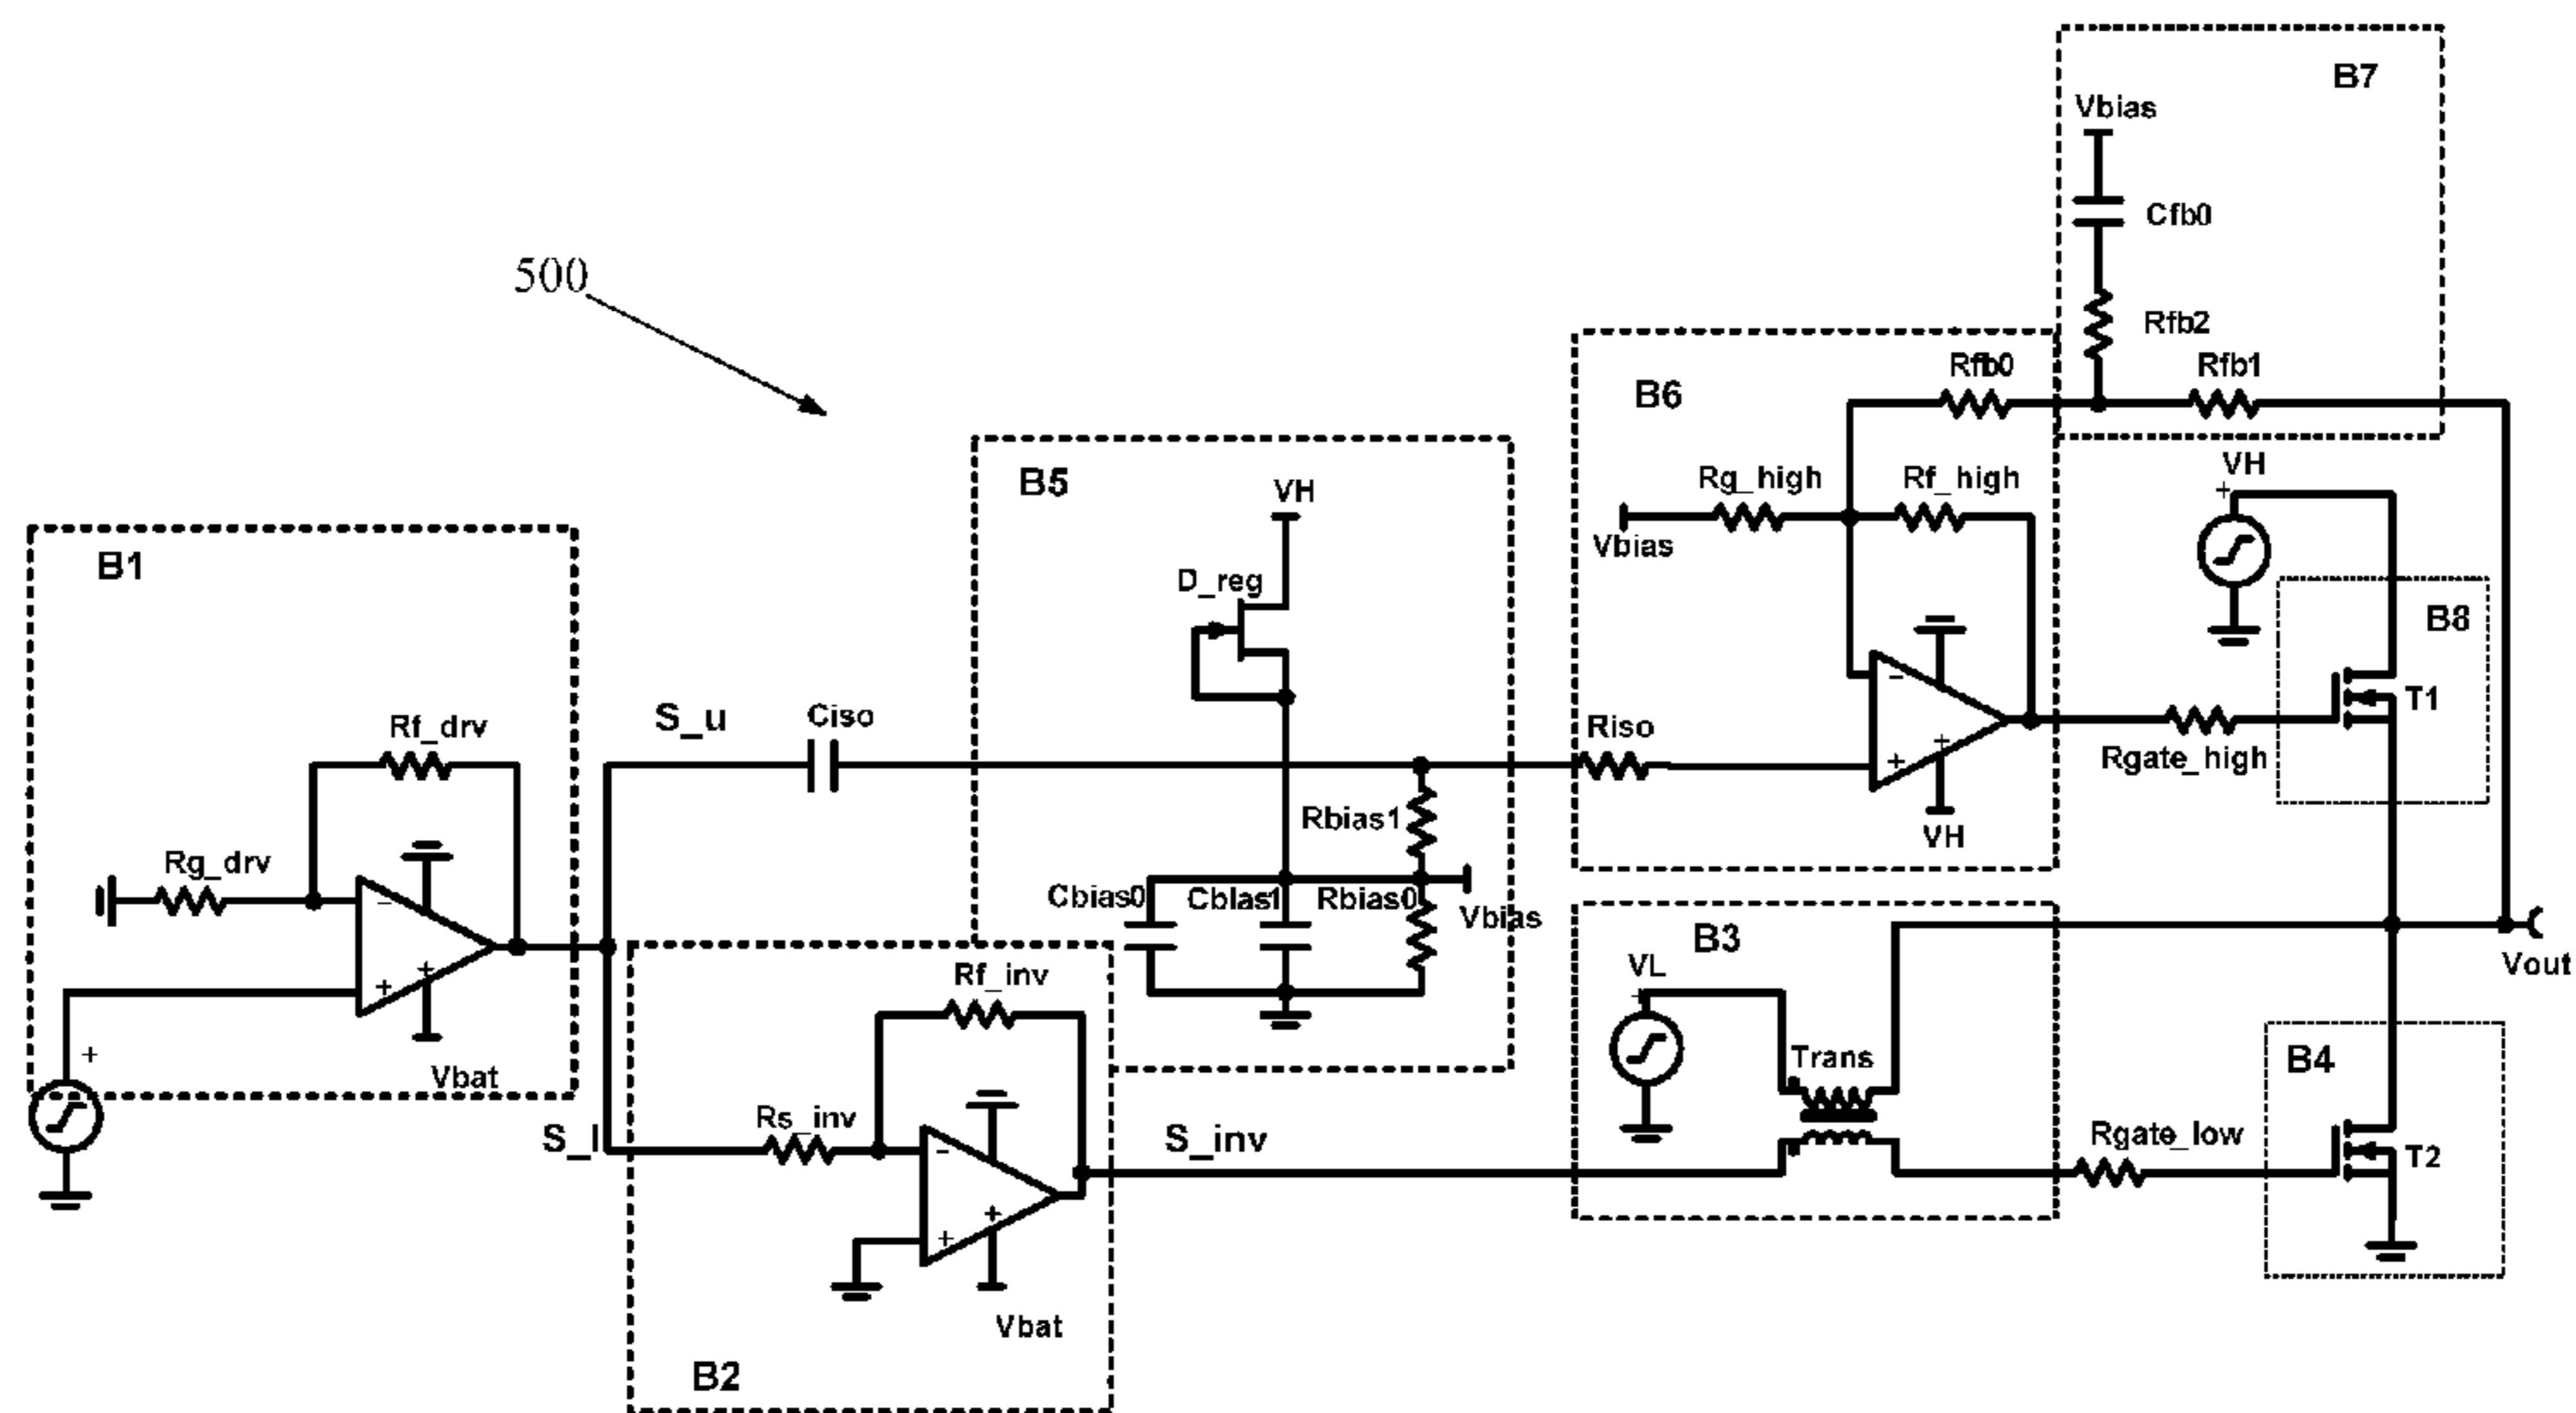 B7
Vbias
Cfb0
500
Rfb2
Rfb0
Rfb1
B6
VH
B5
Rg_high
Rf_high
VH
Vbias
+
B1
D_reg
B8
-
T1
S_u
Ciso
Riso
Rf_drv
+
+
Rgate_high
Rbias1
VH
Rg_drv
-
Cbias0
CbIas1
Rbias0
Vbias
B3
Rf_inv
VL
Vout
+
+
+
+
Vbat
Trans
B4
S_l
Rs_inv
S_inv
Rgate_low
-
T2
+
+
Vbat
B2